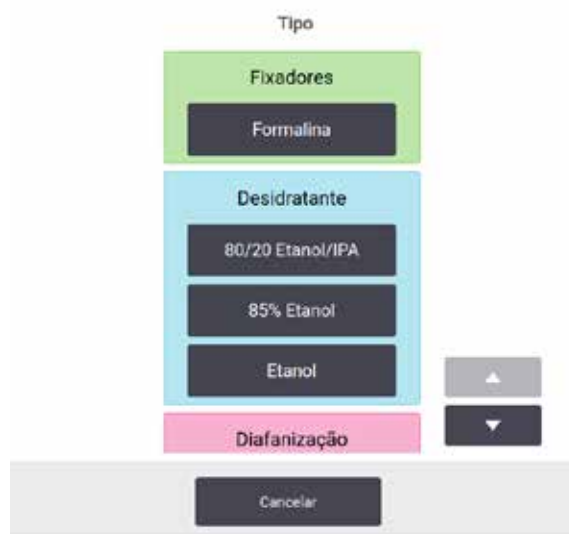 Tipo
Fixadores
Formalina
Desidratante
80/20 Etanol/IPA
85% Etanol
Etanol
Diafanização
Cancelar